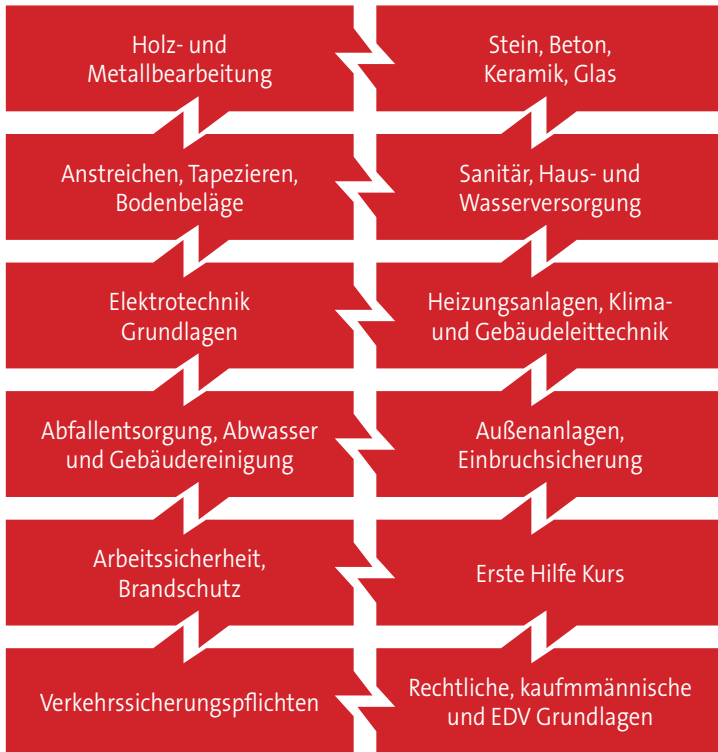 Holz- und
Metallbearbeitung
Stein, Beton,
Keramik, Glas
Anstreichen, Tapezieren,
Bodenbeläge
Sanitär, Haus- und
Wasserversorgung
Elektrotechnik
Grundlagen
Heizungsanlagen, Klima-
und Gebäudeleittechnik
Abfallentsorgung, Abwasser
und Gebäudereinigung
Außenanlagen,
Einbruchsicherung
Arbeitssicherheit,
Brandschutz
Erste Hilfe Kurs
Verkehrssicherungspflichten
Rechtliche, kaufmmännische
und EDV Grundlagen